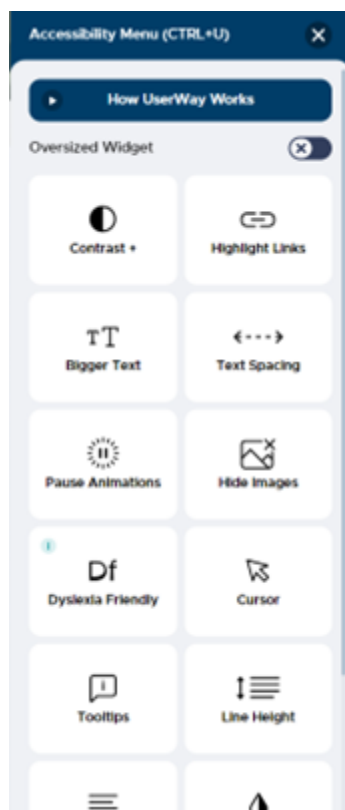 Accessibility Menu (CTRL+U)
How UserWay Works
Oversized Widget
Contrast +
Highlight Links
TT
Bigger Text
Text Spacing
Pause Animations
Hide Images
Df
Dyslexia Friendly
Cursor
Tooltips
Line Height